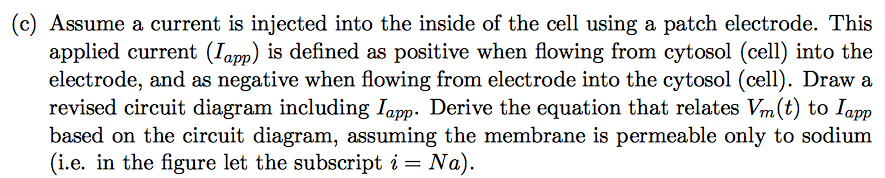 (c) Assume a current is injected into the inside of the cell using a patch electrode. This
applied current (I_app) is defined as positive when flowing from cytosol (cell) into the
electrode, and as negative when flowing from electrode into the cytosol (cell). Draw a
revised circuit diagram including I_app. Derive the equation that relates V_m(t) to I_app
based on the circuit diagram, assuming the membrane is permeable only to sodium
(i.e. in the figure let the subscript i = Na).